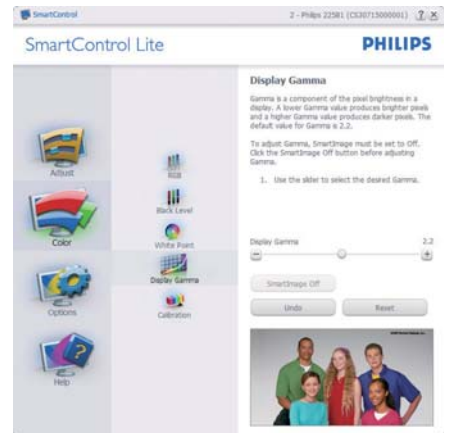 SmartControl
2 - Philips 225B1 (CS30715000001)
SmartControl Lite
PHILIPS
Adjust
Color
Options
Help
RGB
Black Level
White Point
Display Gamma
Calibration
Display Gamma
Gamma is a component of the pixel brightness in a
display. A lower Gamma value produces brighter pixels
and a higher Gamma value produces darker pixels. The
default value for Gamma is 2.2.
To adjust Gamma, SmartImage must be set to Off.
Click the SmartImage Off button before adjusting
Gamma.
1. Use the slider to select the desired Gamma.
Display Gamma
2.2
SmartImage Off
Undo
Reset